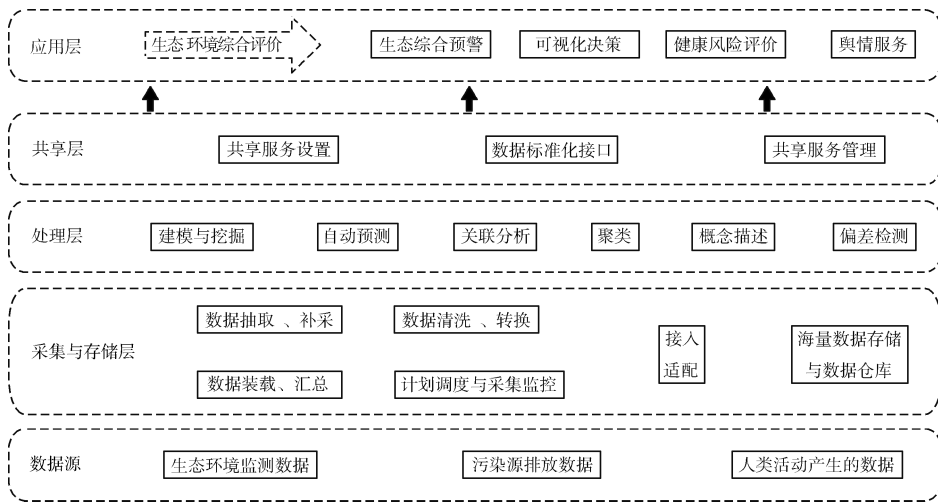 应用层
生态环境综合评价
生态综合预警
可视化决策
健康风险评价
舆情服务
共享层
共享服务设置
数据标准化接口
共享服务管理
处理层
建模与挖掘
自动预测
关联分析
聚类
概念描述
偏差检测
采集与存储层
数据抽取、补采
数据清洗、转换
数据装载、汇总
计划调度与采集监控
接入
适配
海量数据存储
与数据仓库
数据源
生态环境监测数据
污染源排放数据
人类活动产生的数据